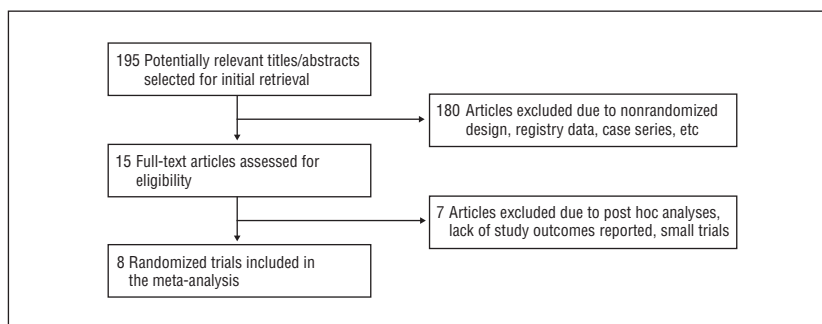 195 Potentially relevant titles/abstracts
selected for initial retrieval
180 Articles excluded due to nonrandomized
design, registry data, case series, etc
15 Full-text articles assessed for
eligibility
7 Articles excluded due to post hoc analyses,
lack of study outcomes reported, small trials
8 Randomized trials included in
the meta-analysis